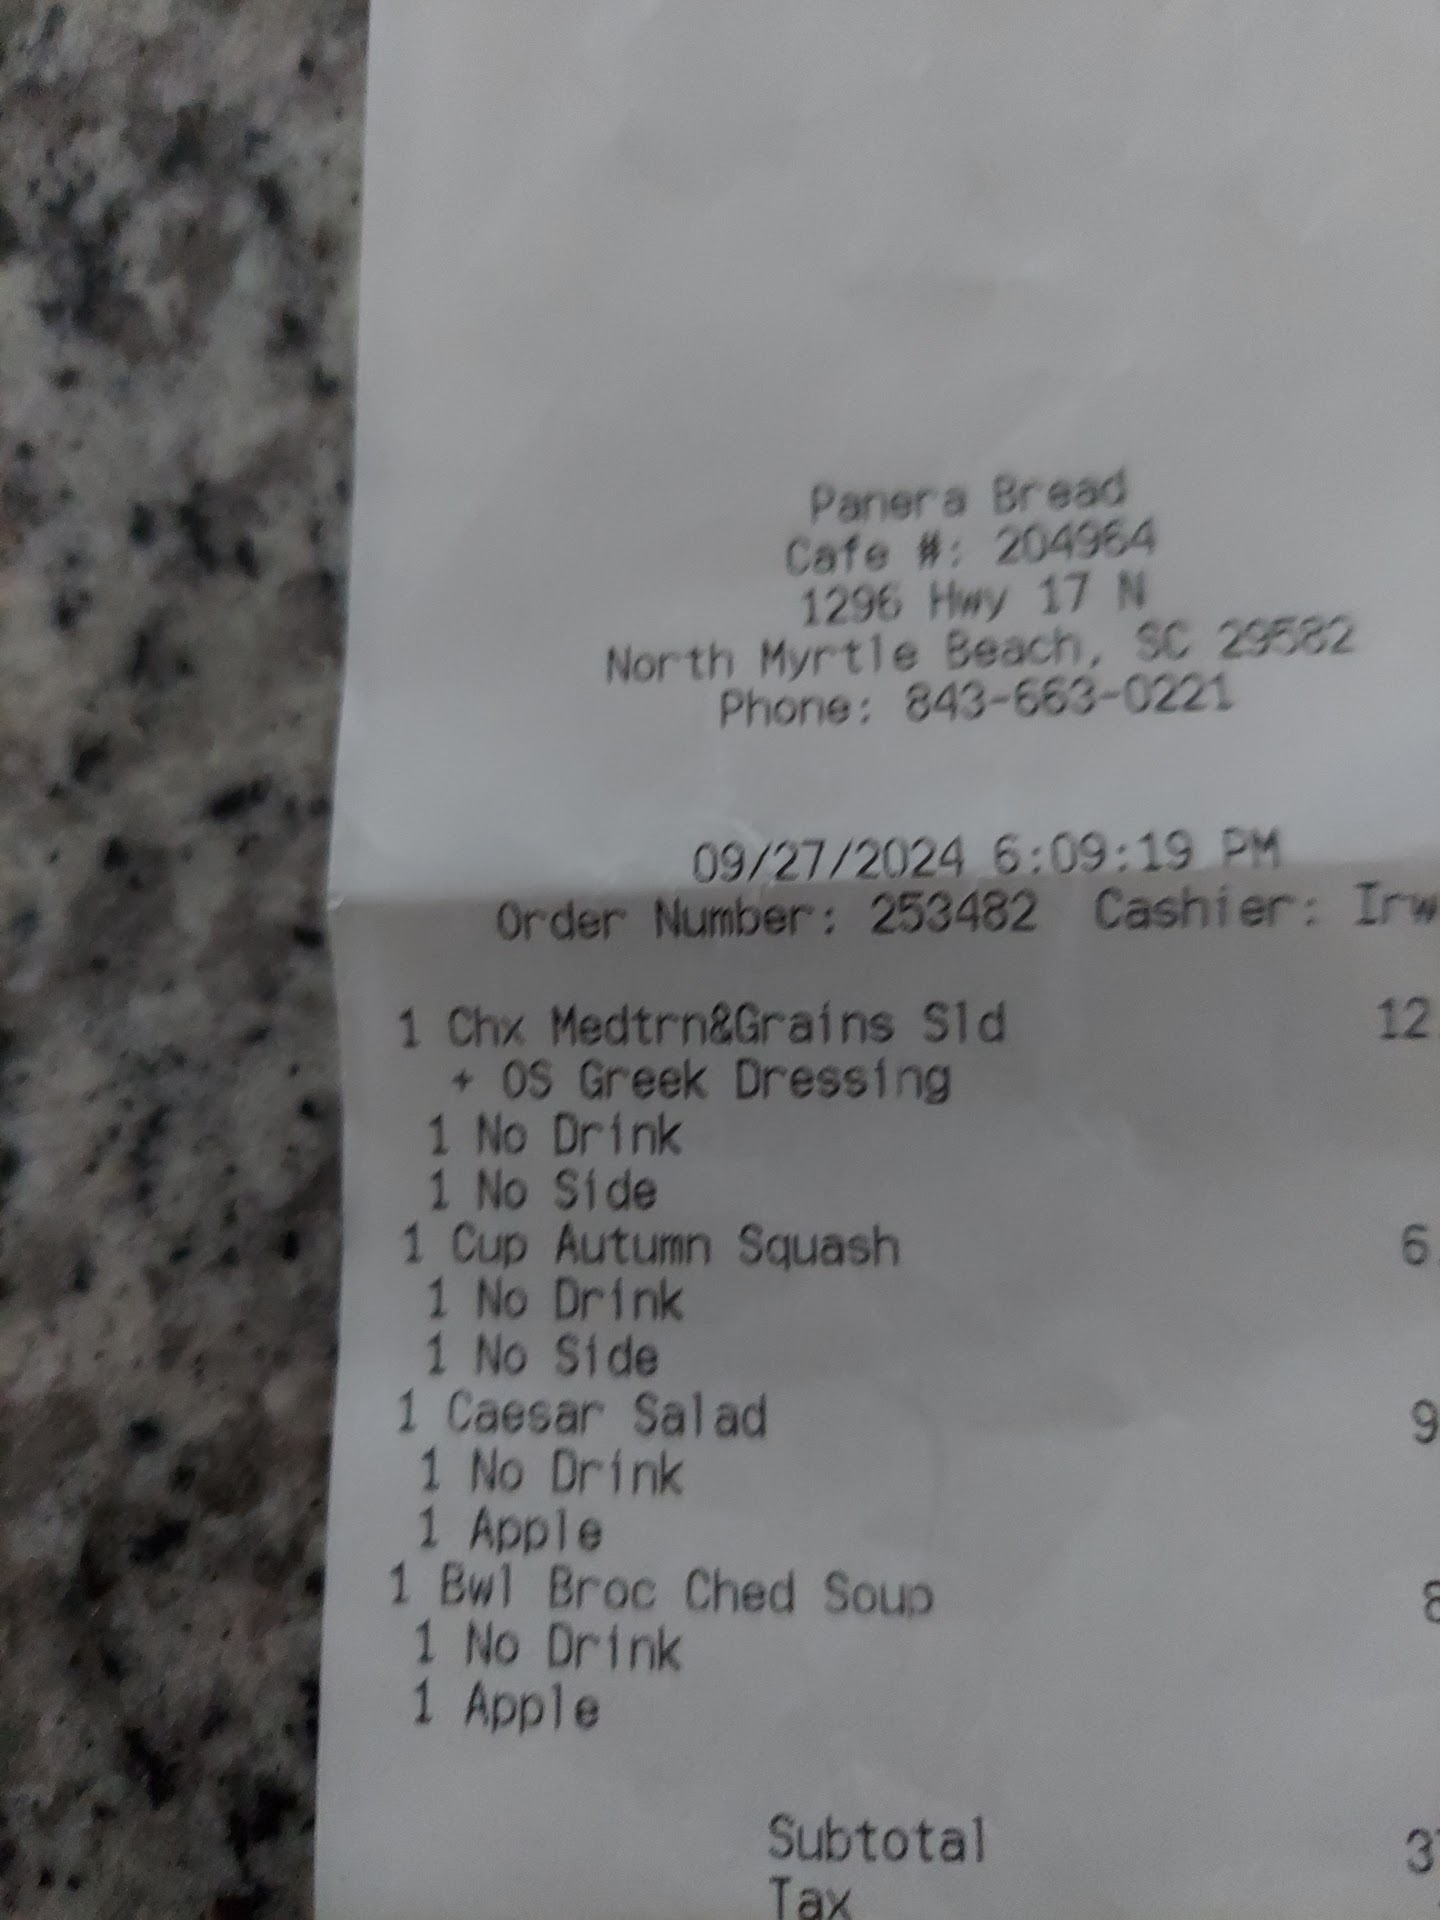 Panera Bread
Cafe #: 204964
1296 Hwy 17 N
North Myrtle Beach, SC 29582
Phone: 843-663-0221
09/27/2024 6:09:19 PM
Order Number: 253482 Cashier: Irw
1 Chx Medtrn&Grains Sld 12.
+ OS Greek Dressing
1 No Drink
1 No Side
1 Cup Autumn Squash 6.
1 No Drink
1 No Side
1 Caesar Salad 9
1 No Drink
1 Apple
1 Bwl Broc Ched Soup 8
1 No Drink
1 Apple
Subtotal 37
Tax